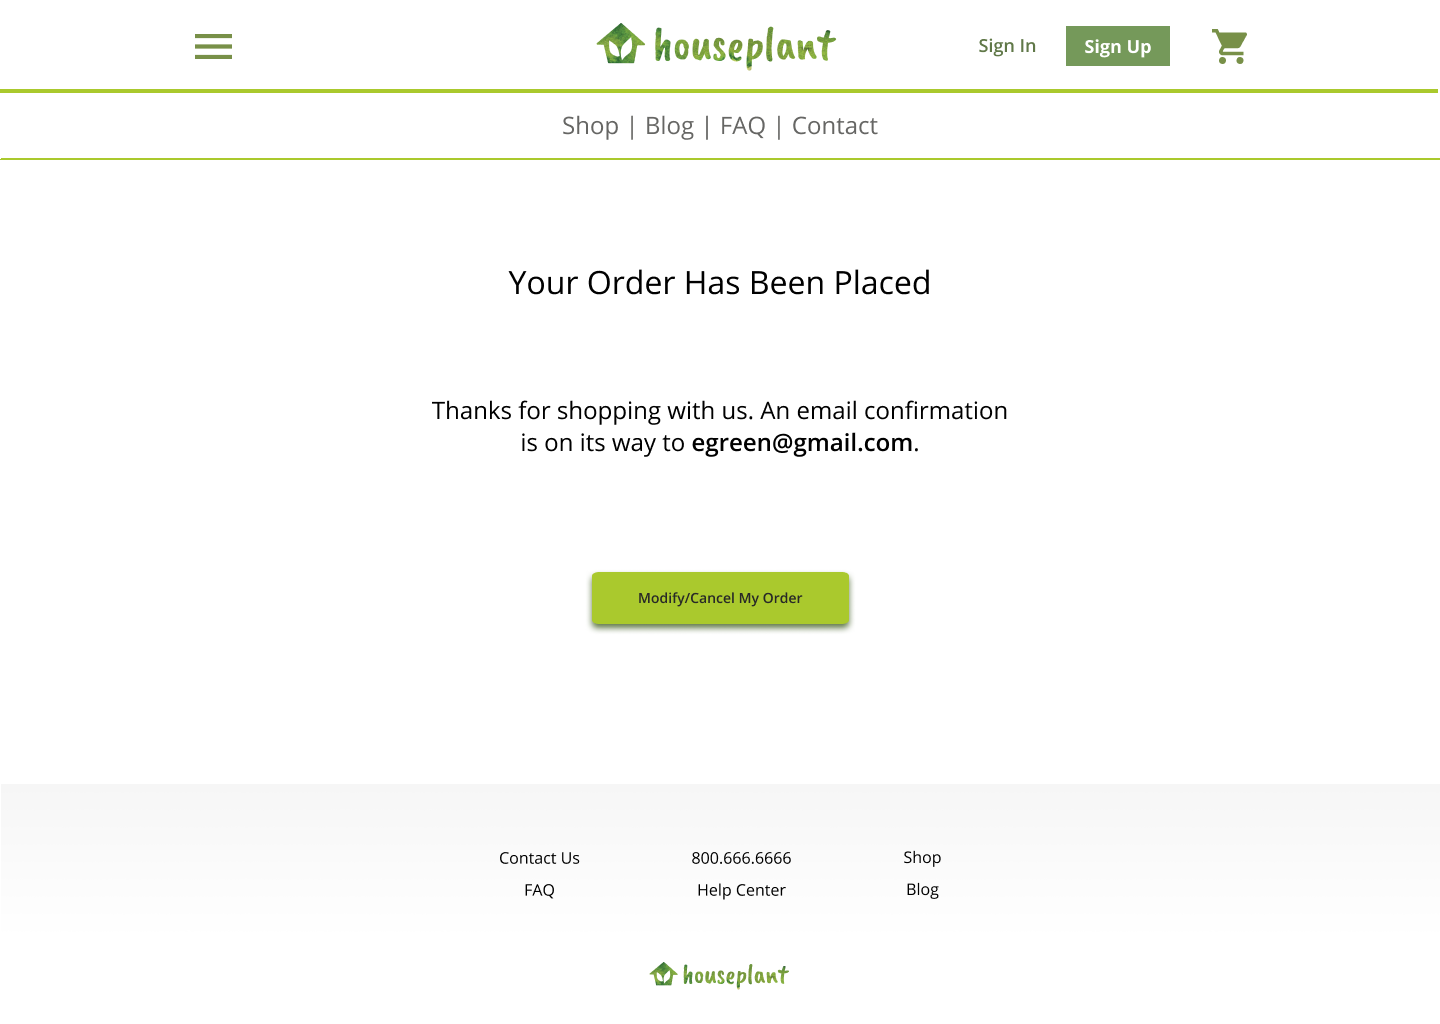 houseplant
Sign In
Sign Up
Shop | Blog | FAQ | Contact
Your Order Has Been Placed
Thanks for shopping with us. An email confirmation
is on its way to egreen@gmail.com.
Modify/Cancel My Order
Contact Us
FAQ
800.666.6666
Help Center
Shop
Blog
houseplant